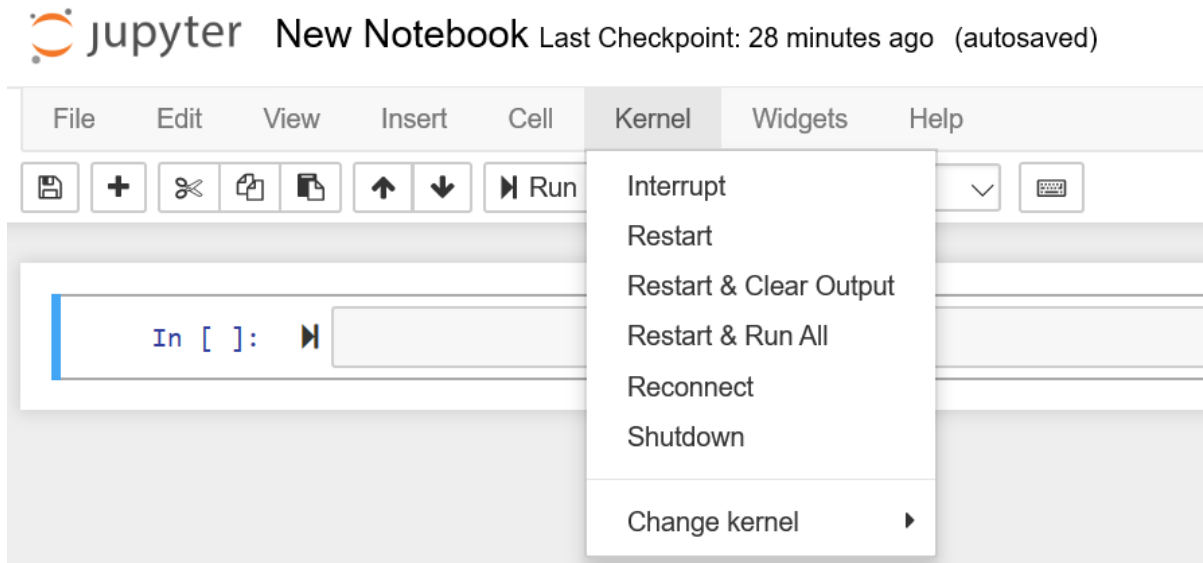 jupyter New Notebook Last Checkpoint: 28 minutes ago (autosaved)
File Edit View Insert Cell Kernel Widgets Help
Run
Interrupt
Restart
Restart & Clear Output
Restart & Run All
In [ ]:
Reconnect
Shutdown
Change kernel